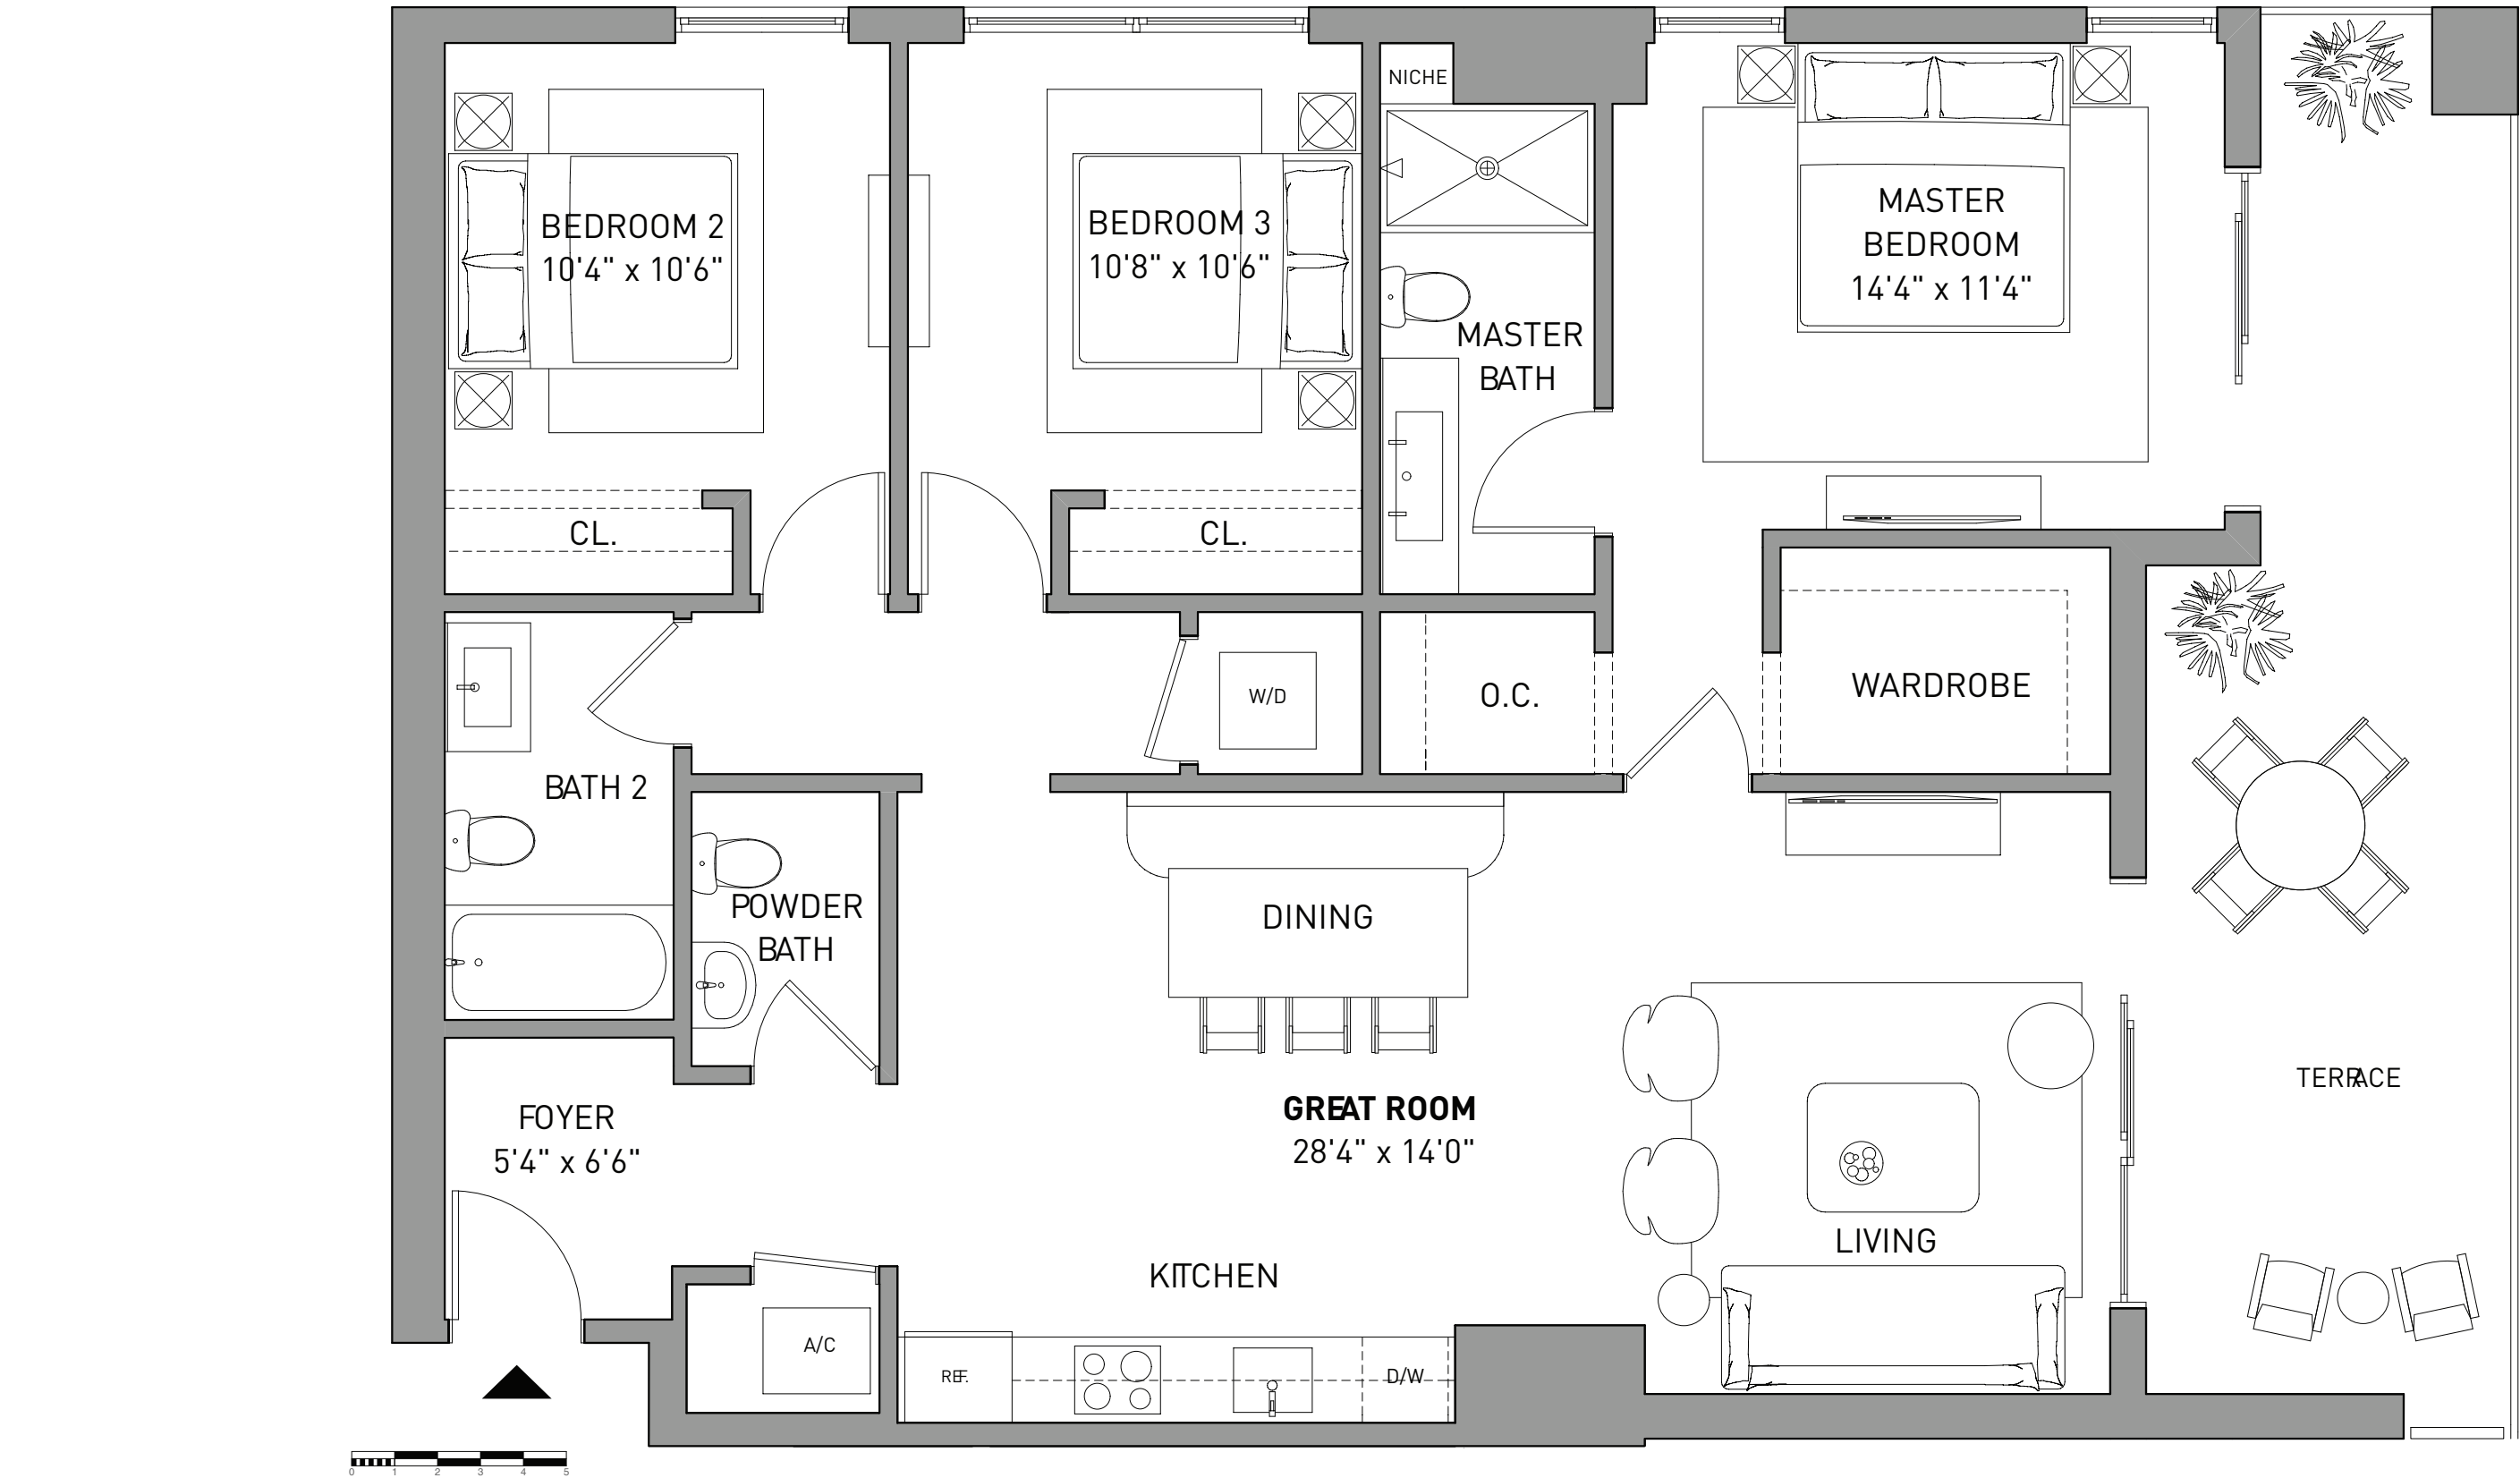 NICHE
BEDROOM 2
10'4" x 10'6"
BEDROOM 3
10'8" x 10'6"
MASTER
BATH
MASTER
BEDROOM
14'4" x 11'4"
CL.
CL.
W/D
O.C.
WARDROBE
BATH 2
POWDER
BATH
DINING
FOYER
5'4" x 6'6"
GREAT ROOM
28'4" x 14'0"
TERRACE
LIVING
KITCHEN
A/C
REF.
D/W
0 1 2 3 4 5